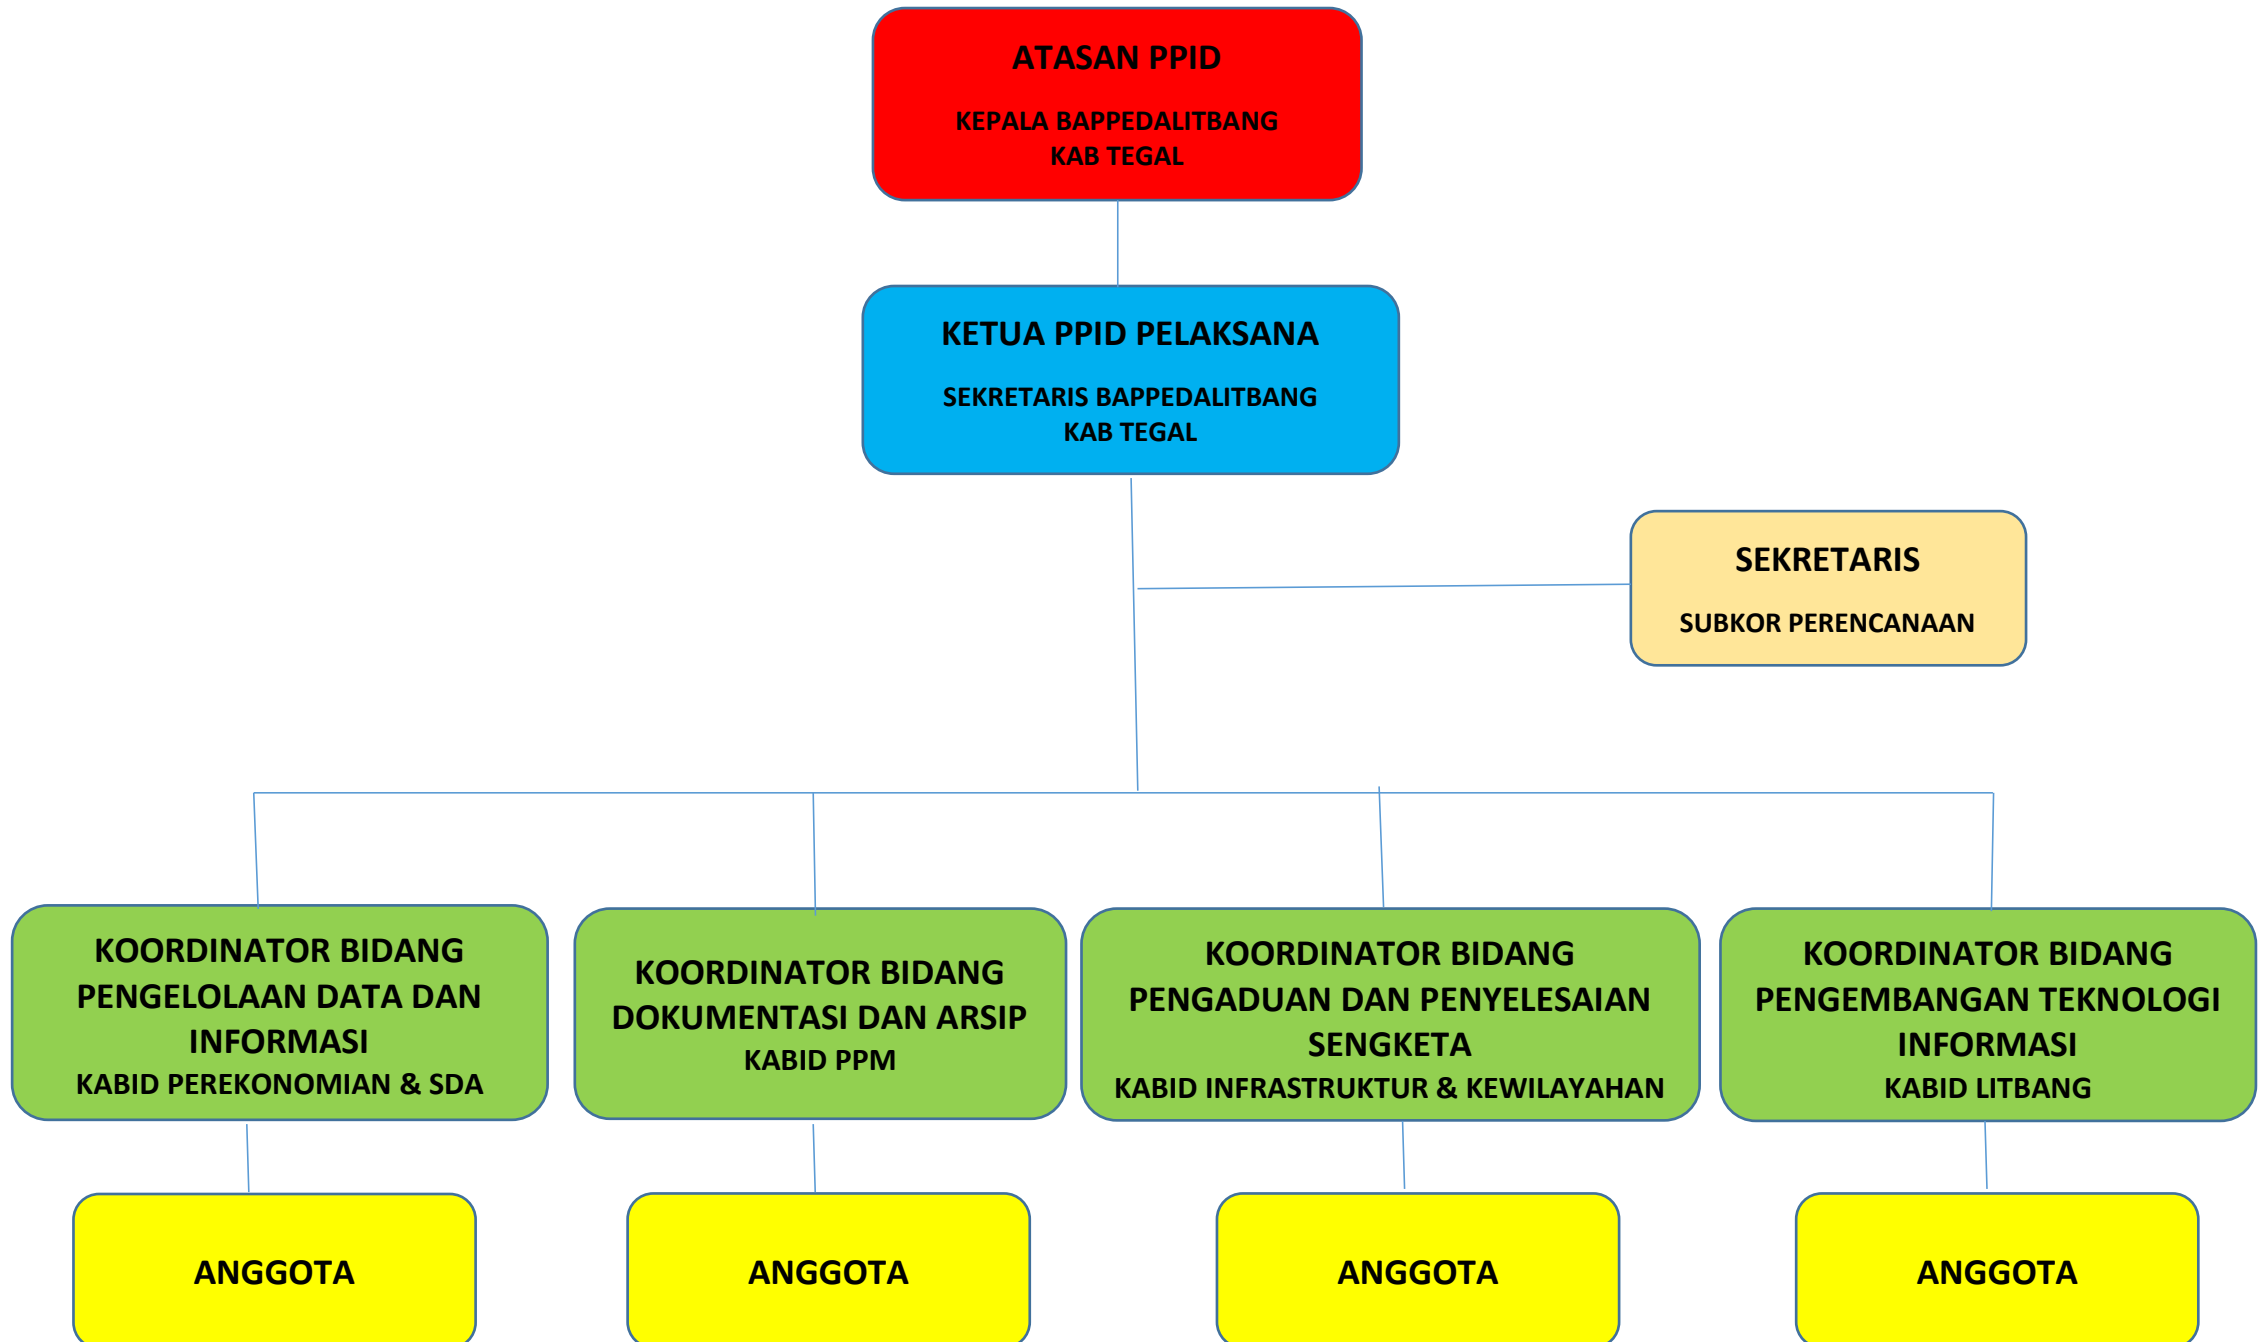 ATASAN PPID
KEPALA BAPPEDALITBANG
KAB TEGAL
KETUA PPID PELAKSANA
SEKRETARIS BAPPEDALITBANG
KAB TEGAL
SEKRETARIS
SUBKOR PERENCANAAN
KOORDINATOR BIDANG
PENGELOLAAN DATA DAN
INFORMASI
KABID PEREKONOMIAN & SDA
KOORDINATOR BIDANG
DOKUMENTASI DAN ARSIP
KABID PPM
KOORDINATOR BIDANG
PENGADUAN DAN PENYELESAIAN
SENGKETA
KABID INFRASTRUKTUR & KEWILAYAHAN
KOORDINATOR BIDANG
PENGEMBANGAN TEKNOLOGI
INFORMASI
KABID LITBANG
ANGGOTA
ANGGOTA
ANGGOTA
ANGGOTA